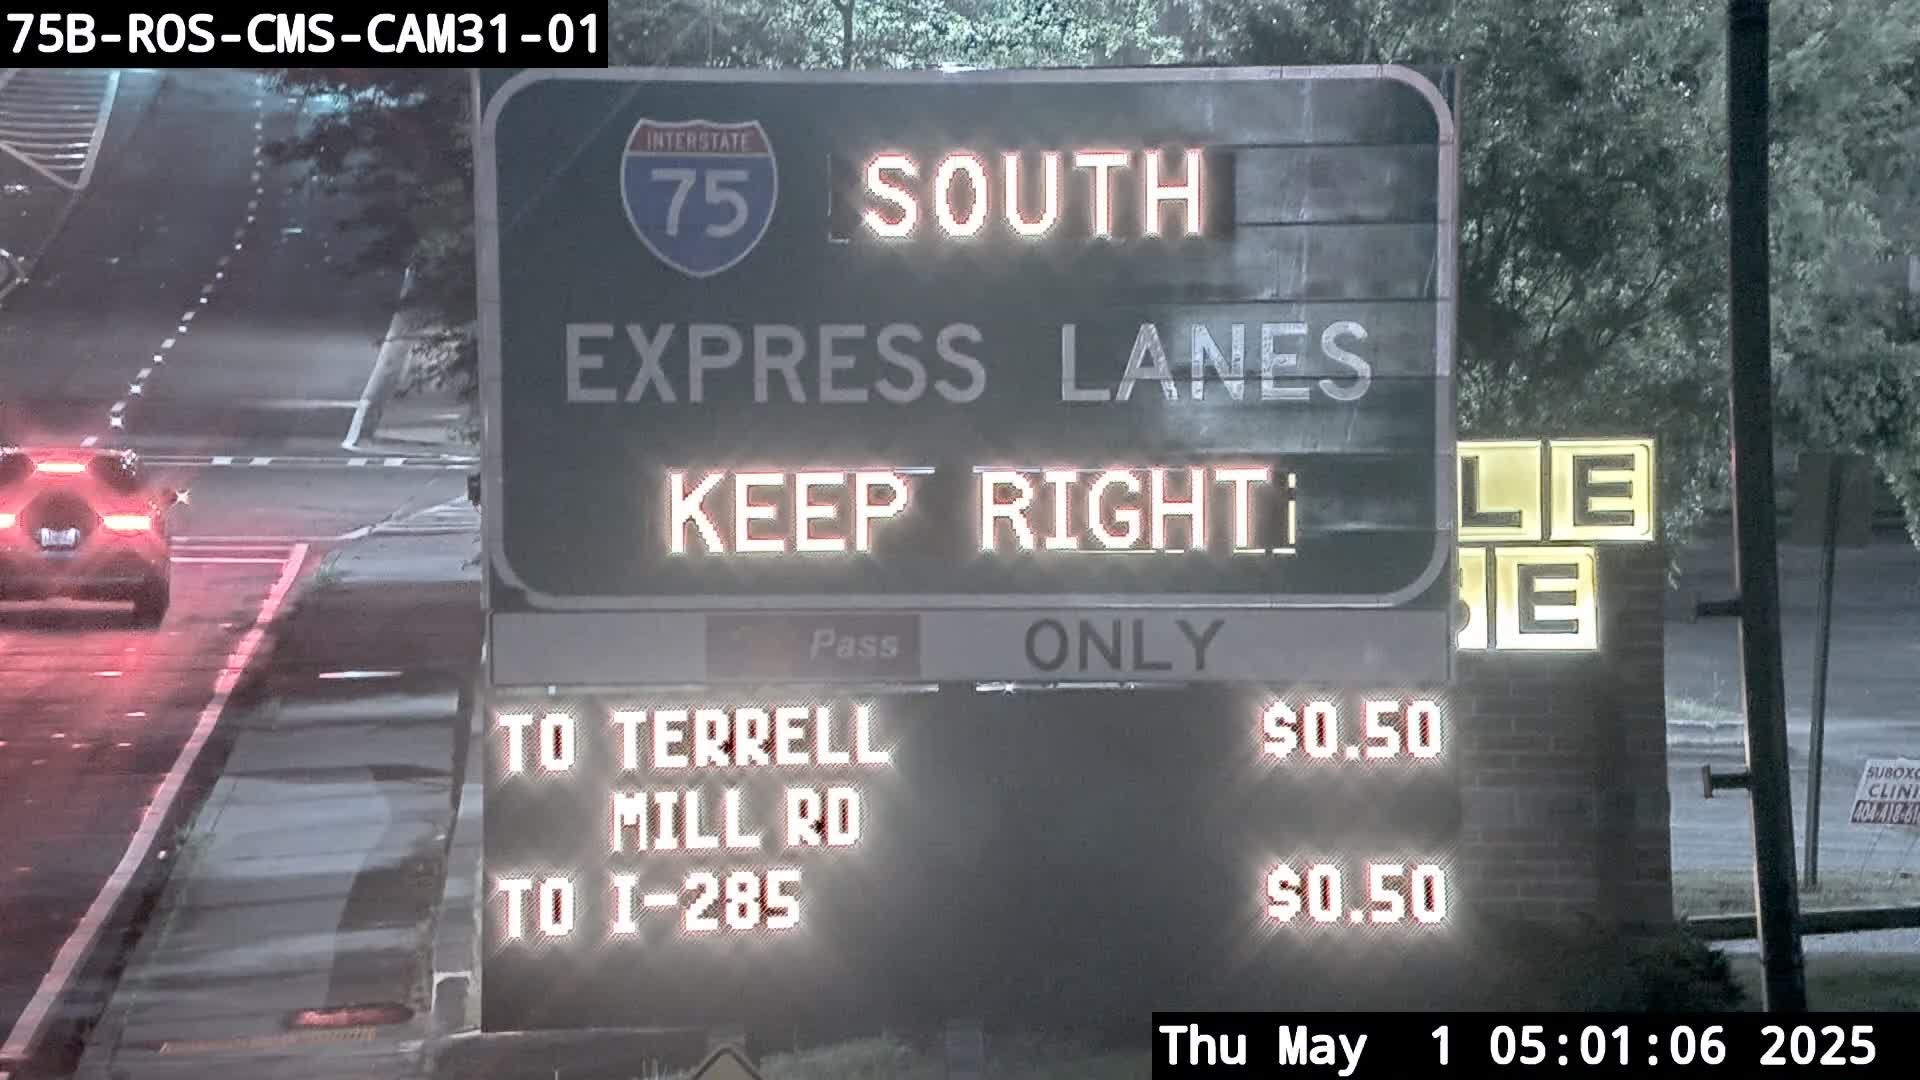 75B-ROS-CMS-CAM31-01
INTERSTATE
75
SOUTH
EXPRESS LANES
KEEP RIGHT
Pass ONLY
TO TERRELL $0.50
MILL RD
TO I-285 $0.50
LE
E
Thu May 1 05:01:06 2025